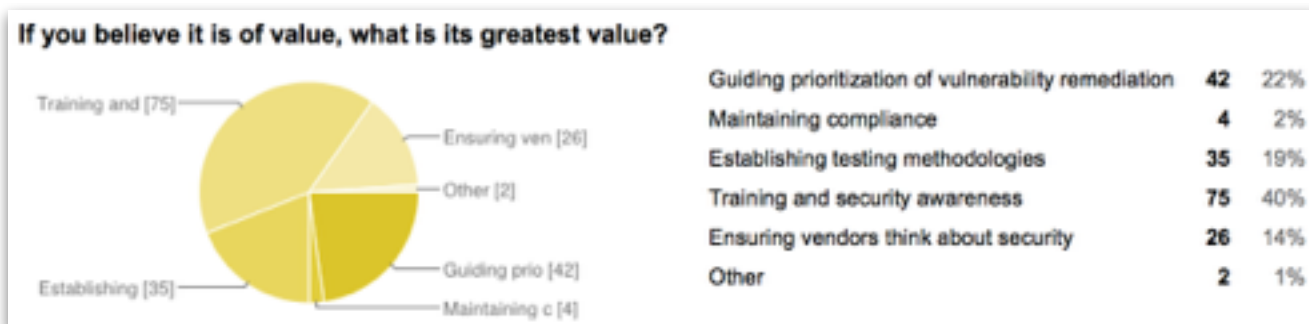 If you believe it is of value, what is its greatest value?
Training and [75]
Ensuring ven [26]
Other [2]
Guiding prio [42]
Maintaining c [4]
Establishing [35]
Guiding prioritization of vulnerability remediation 42 22%
Maintaining compliance 4 2%
Establishing testing methodologies 35 19%
Training and security awareness 75 40%
Ensuring vendors think about security 26 14%
Other 2 1%